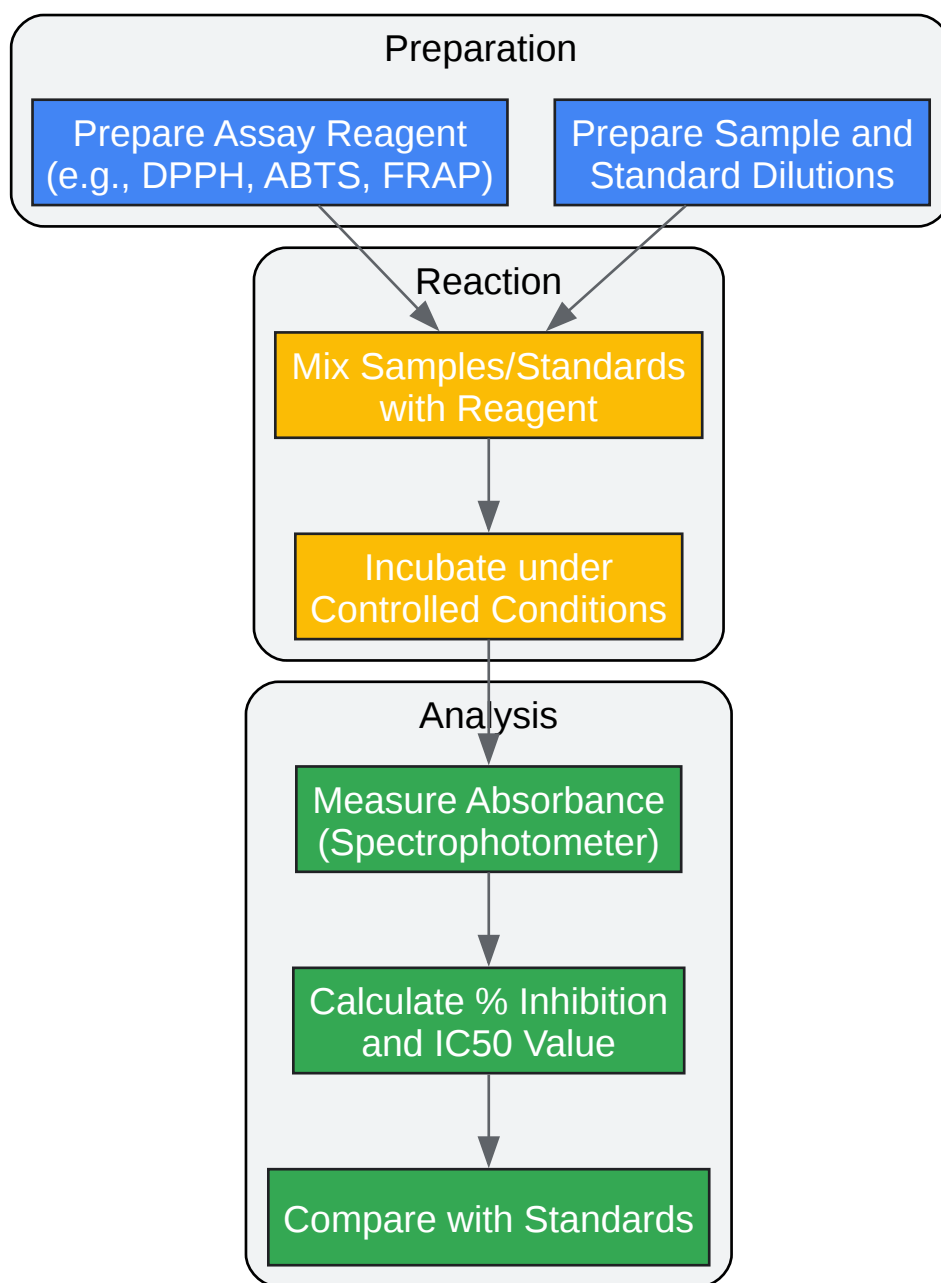 Preparation
Prepare Assay Reagent
(e.g., DPPH, ABTS, FRAP)
Prepare Sample and
Standard Dilutions
Reaction
Mix Samples/Standards
with Reagent
Incubate under
Controlled Conditions
Analysis
Measure Absorbance
(Spectrophotometer)
Calculate % Inhibition
and IC50 Value
Compare with Standards